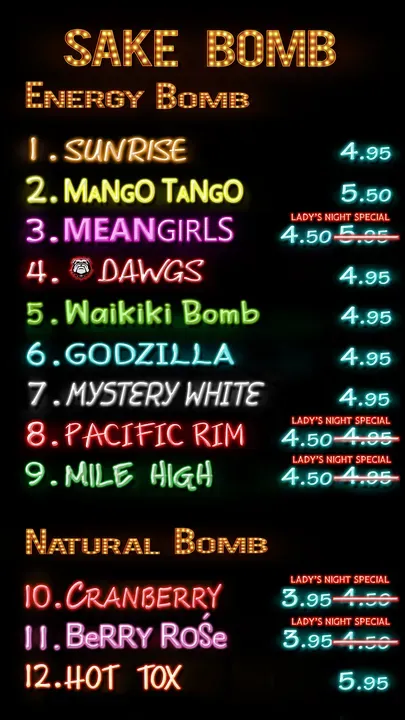 SAKE BOMB
ENERGY BOMB
1. SUNRISE 4.95
2. MANGO TANGO 5.50
LADY'S NIGHT SPECIAL
3. MEANGIRLS 4.50 5.95
4. DAWGS 4.95
5. Waikiki Bomb 4.95
6. GODZILLA 4.95
7. MYSTERY WHITE 4.95
LADY'S NIGHT SPECIAL
8. PACIFIC RIM 4.50 4.95
LADY'S NIGHT SPECIAL
9. MILE HIGH 4.50 4.95
NATURAL BOMB
LADY'S NIGHT SPECIAL
10. CRANBERRY 3.95 4.50
LADY'S NIGHT SPECIAL
11. BeRRY RoŚe 3.95 4.50
12. HOT TOX 5.95